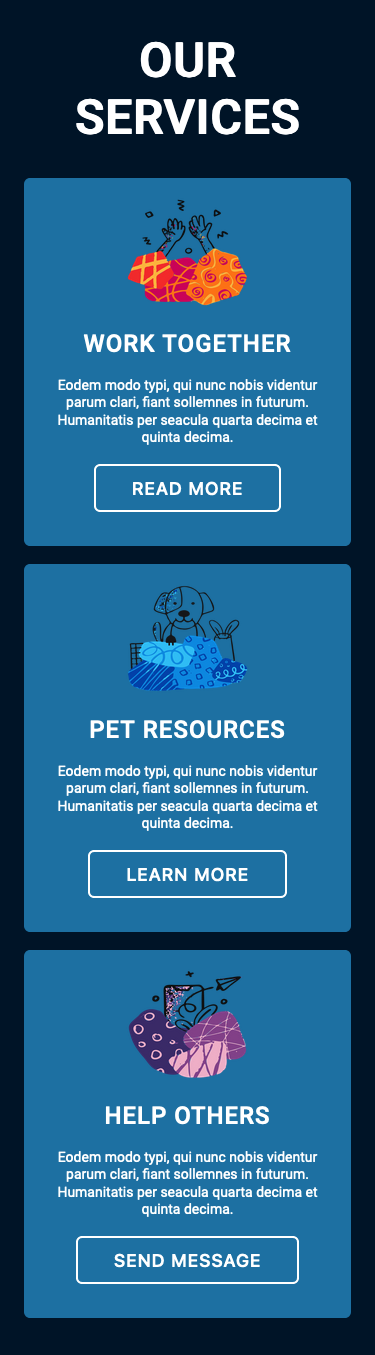 OUR
SERVICES
WORK TOGETHER
Eodem modo typi, qui nunc nobis videntur
parum clari, fiant sollemnes in futurum.
Humanitatis per seacula quarta decima et
quinta decima.
READ MORE
PET RESOURCES
Eodem modo typi, qui nunc nobis videntur
parum clari, fiant sollemnes in futurum.
Humanitatis per seacula quarta decima et
quinta decima.
LEARN MORE
HELP OTHERS
Eodem modo typi, qui nunc nobis videntur
parum clari, fiant sollemnes in futurum.
Humanitatis per seacula quarta decima et
quinta decima.
SEND MESSAGE